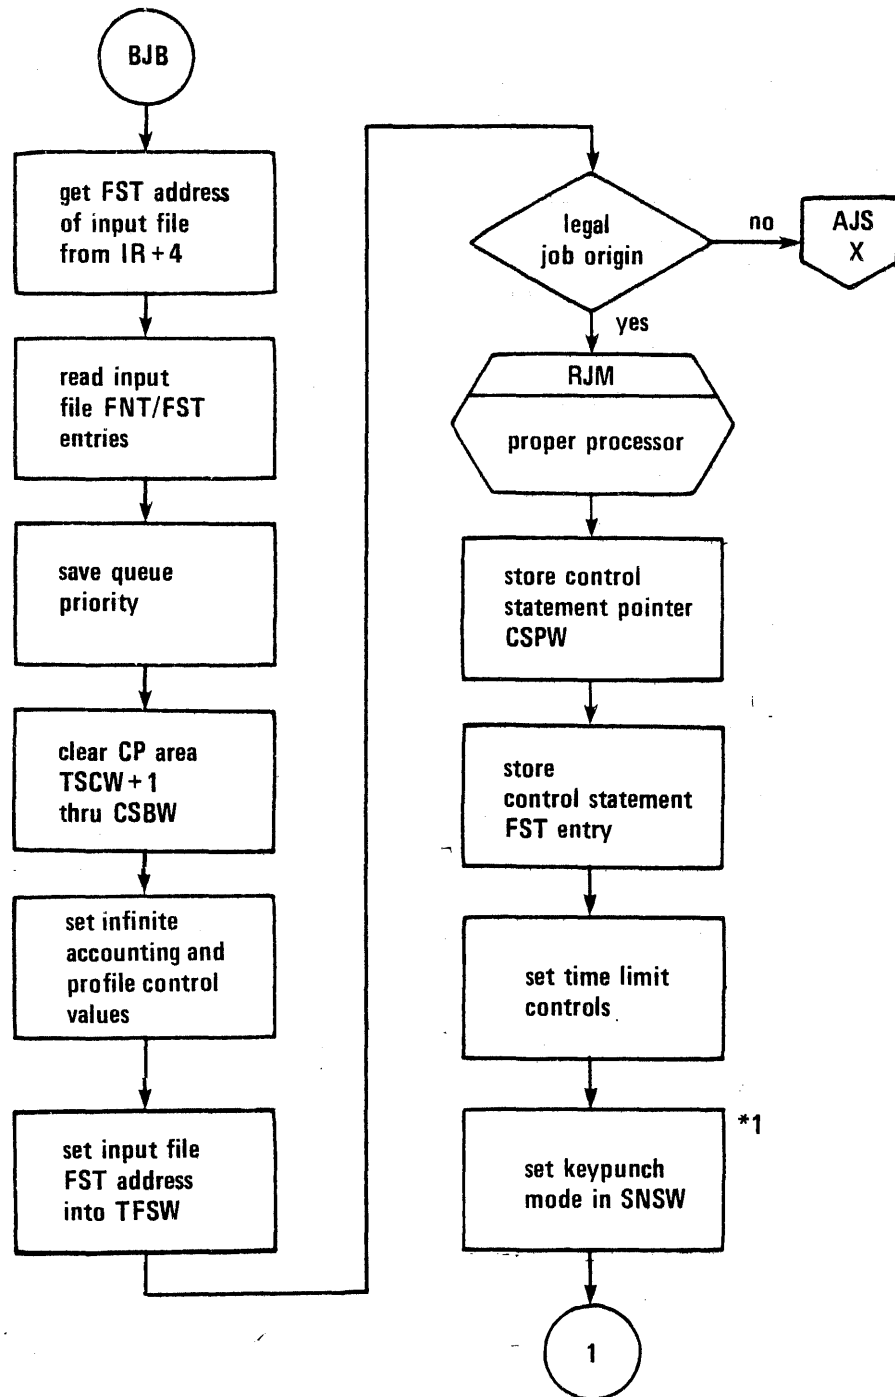 BJB
get FST address
of input file
from IR+4
read input
file FNT/FST
entries
save queue
priority
clear CP area
TSCW+1
thru CSBW
set infinite
accounting and
profile control
values
set input file
FST address
into TFSW
legal
job origin
no
AJS
X
yes
RJM
proper processor
store control
statement pointer
CSPW
store
control statement
FST entry
set time limit
controls
*1
set keypunch
mode in SNSW
1